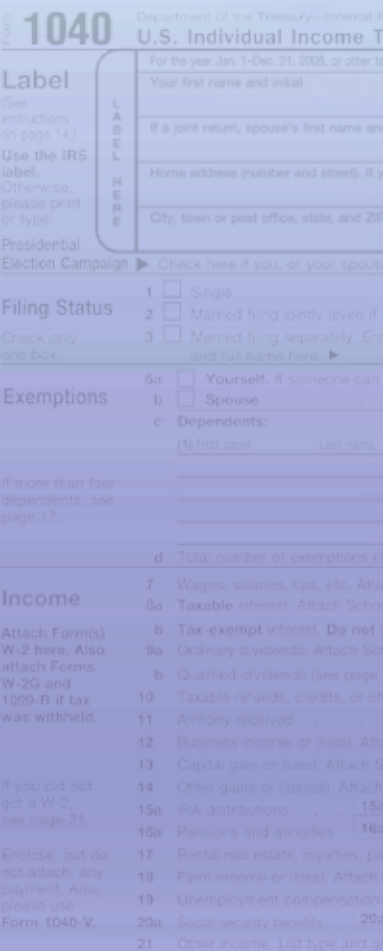 Form 1040
Department of the Treasury—Internal
U.S. Individual Income T
For the year Jan. 1–Dec. 31, 2008, or other
Label
(See
instructions
on page 14.)
Use the IRS
label.
Otherwise,
please print
or type.
LABEL HERE
Your first name and initial
If a joint return, spouse's first name and
Home address (number and street). If y
City, town or post office, state, and ZIP
Presidential
Election Campaign ▶ Check here if you, or your spouse
Filing Status
Check only
one box.
1 Single
2 Married filing jointly (even if
3 Married filing separately. Ent
and full name here. ▶
Exemptions
6a Yourself. If someone can
b Spouse
c Dependents:
(1) First name Last name
If more than four
dependents, see
page 17.
d Total number of exemptions c
Income
Attach Form(s)
W-2 here. Also
attach Forms
W-2G and
1099-R if tax
was withheld.
If you did not
get a W-2,
see page 21.
Enclose, but do
not attach, any
payment. Also,
please use
Form 1040-V.
7 Wages, salaries, tips, etc. Atta
8a Taxable interest. Attach Sche
b Tax-exempt interest. Do not
9a Ordinary dividends. Attach Sch
b Qualified dividends (see page
10 Taxable refunds, credits, or of
11 Alimony received
12 Business income or (loss). Atta
13 Capital gain or (loss). Attach S
14 Other gains or (losses). Attach
15a IRA distributions 15a
16a Pensions and annuities 16a
17 Rental real estate, royalties, pa
18 Farm income or (loss). Attach
19 Unemployment compensation
20a Social security benefits 20a
21 Other income. List type and a